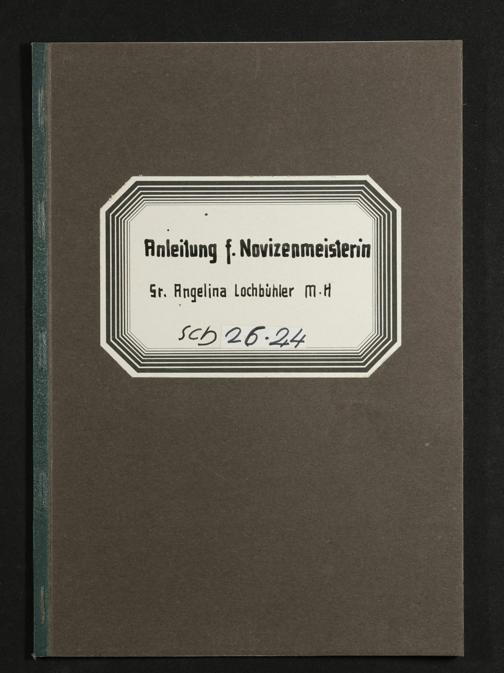 Anleitung f. Novizenmeisterin
Sr. Angelina Lochbühler M.H
SCD 26.24